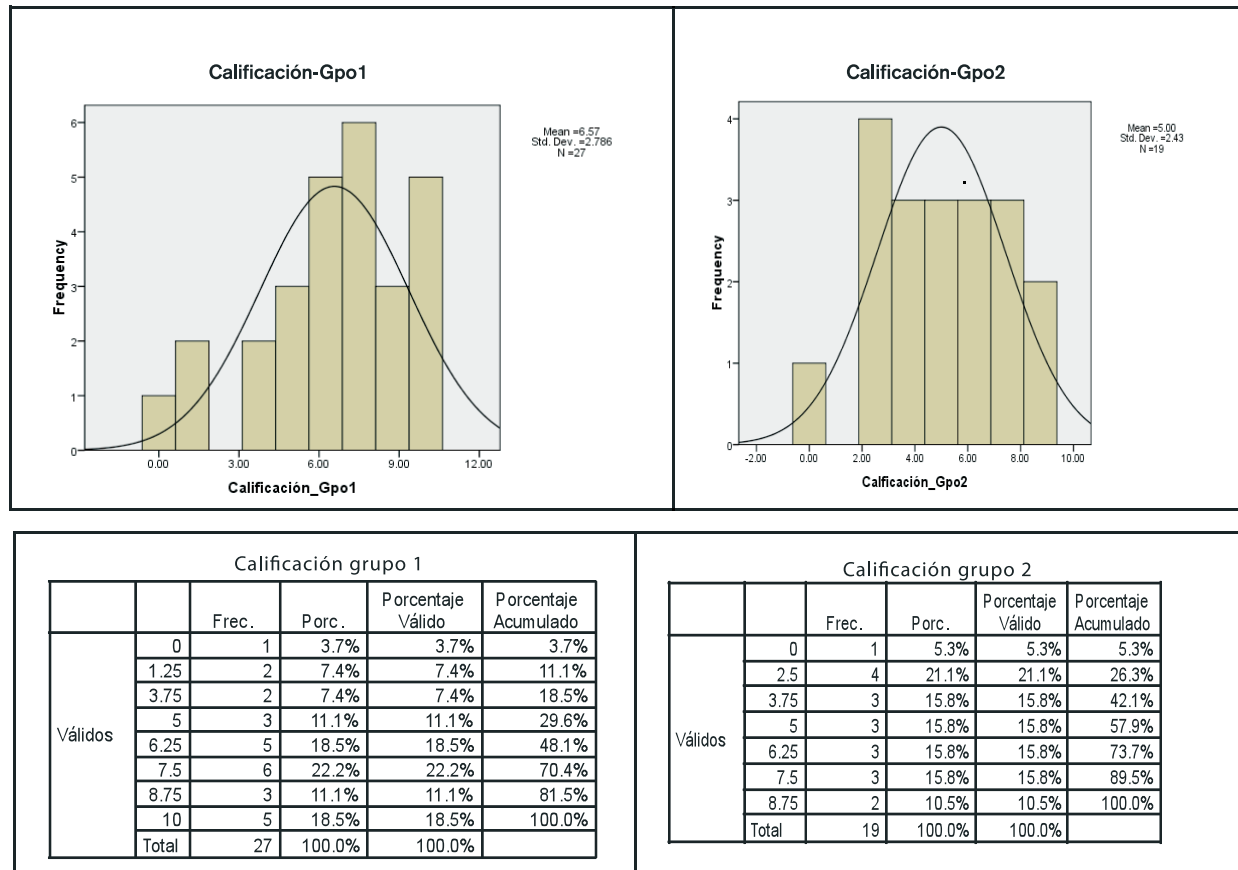 Calificación-Gpo1
Mean =6.57
Std. Dev. =2.786
N =27
6
5
4
3
2
1
0
Frequency
0.00 3.00 6.00 9.00 12.00
Calificación_Gpo1
Calificación-Gpo2
Mean =5.00
Std. Dev. =2.43
N =19
4
3
2
1
0
Frequency
-2.00 0.00 2.00 4.00 6.00 8.00 10.00
Calficación_Gpo2
Calificación grupo 1
Frec. Porc. Porcentaje Válido Porcentaje Acumulado
Válidos
0 1 3.7% 3.7% 3.7%
1.25 2 7.4% 7.4% 11.1%
3.75 2 7.4% 7.4% 18.5%
5 3 11.1% 11.1% 29.6%
6.25 5 18.5% 18.5% 48.1%
7.5 6 22.2% 22.2% 70.4%
8.75 3 11.1% 11.1% 81.5%
10 5 18.5% 18.5% 100.0%
Total 27 100.0% 100.0%
Calificación grupo 2
Frec. Porc. Porcentaje Válido Porcentaje Acumulado
Válidos
0 1 5.3% 5.3% 5.3%
2.5 4 21.1% 21.1% 26.3%
3.75 3 15.8% 15.8% 42.1%
5 3 15.8% 15.8% 57.9%
6.25 3 15.8% 15.8% 73.7%
7.5 3 15.8% 15.8% 89.5%
8.75 2 10.5% 10.5% 100.0%
Total 19 100.0% 100.0%